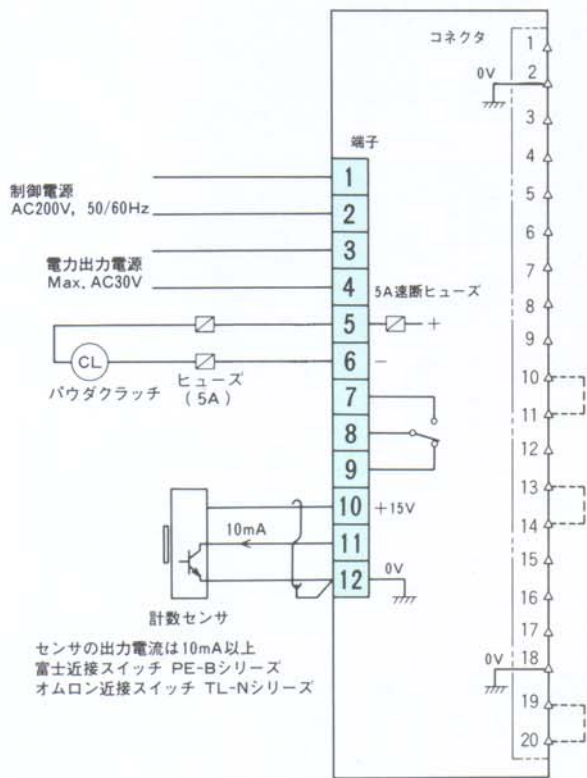 コネクタ
1
0V
2
3
4
5
6
7
8
9
10
11
12
13
14
15
16
17
0V
18
19
20
端子
制御電源
AC200V, 50/60Hz
電力出力電源
Max, AC30V
1
2
3
4
5A速断ヒューズ
5
+
6
−
CL
パウダクラッチ
ヒューズ
(5A)
7
8
9
10
+15V
10mA
11
12
0V
計数センサ
センサの出力電流は10mA以上
富士近接スイッチ PE-Bシリーズ
オムロン近接スイッチ TL-Nシリーズ